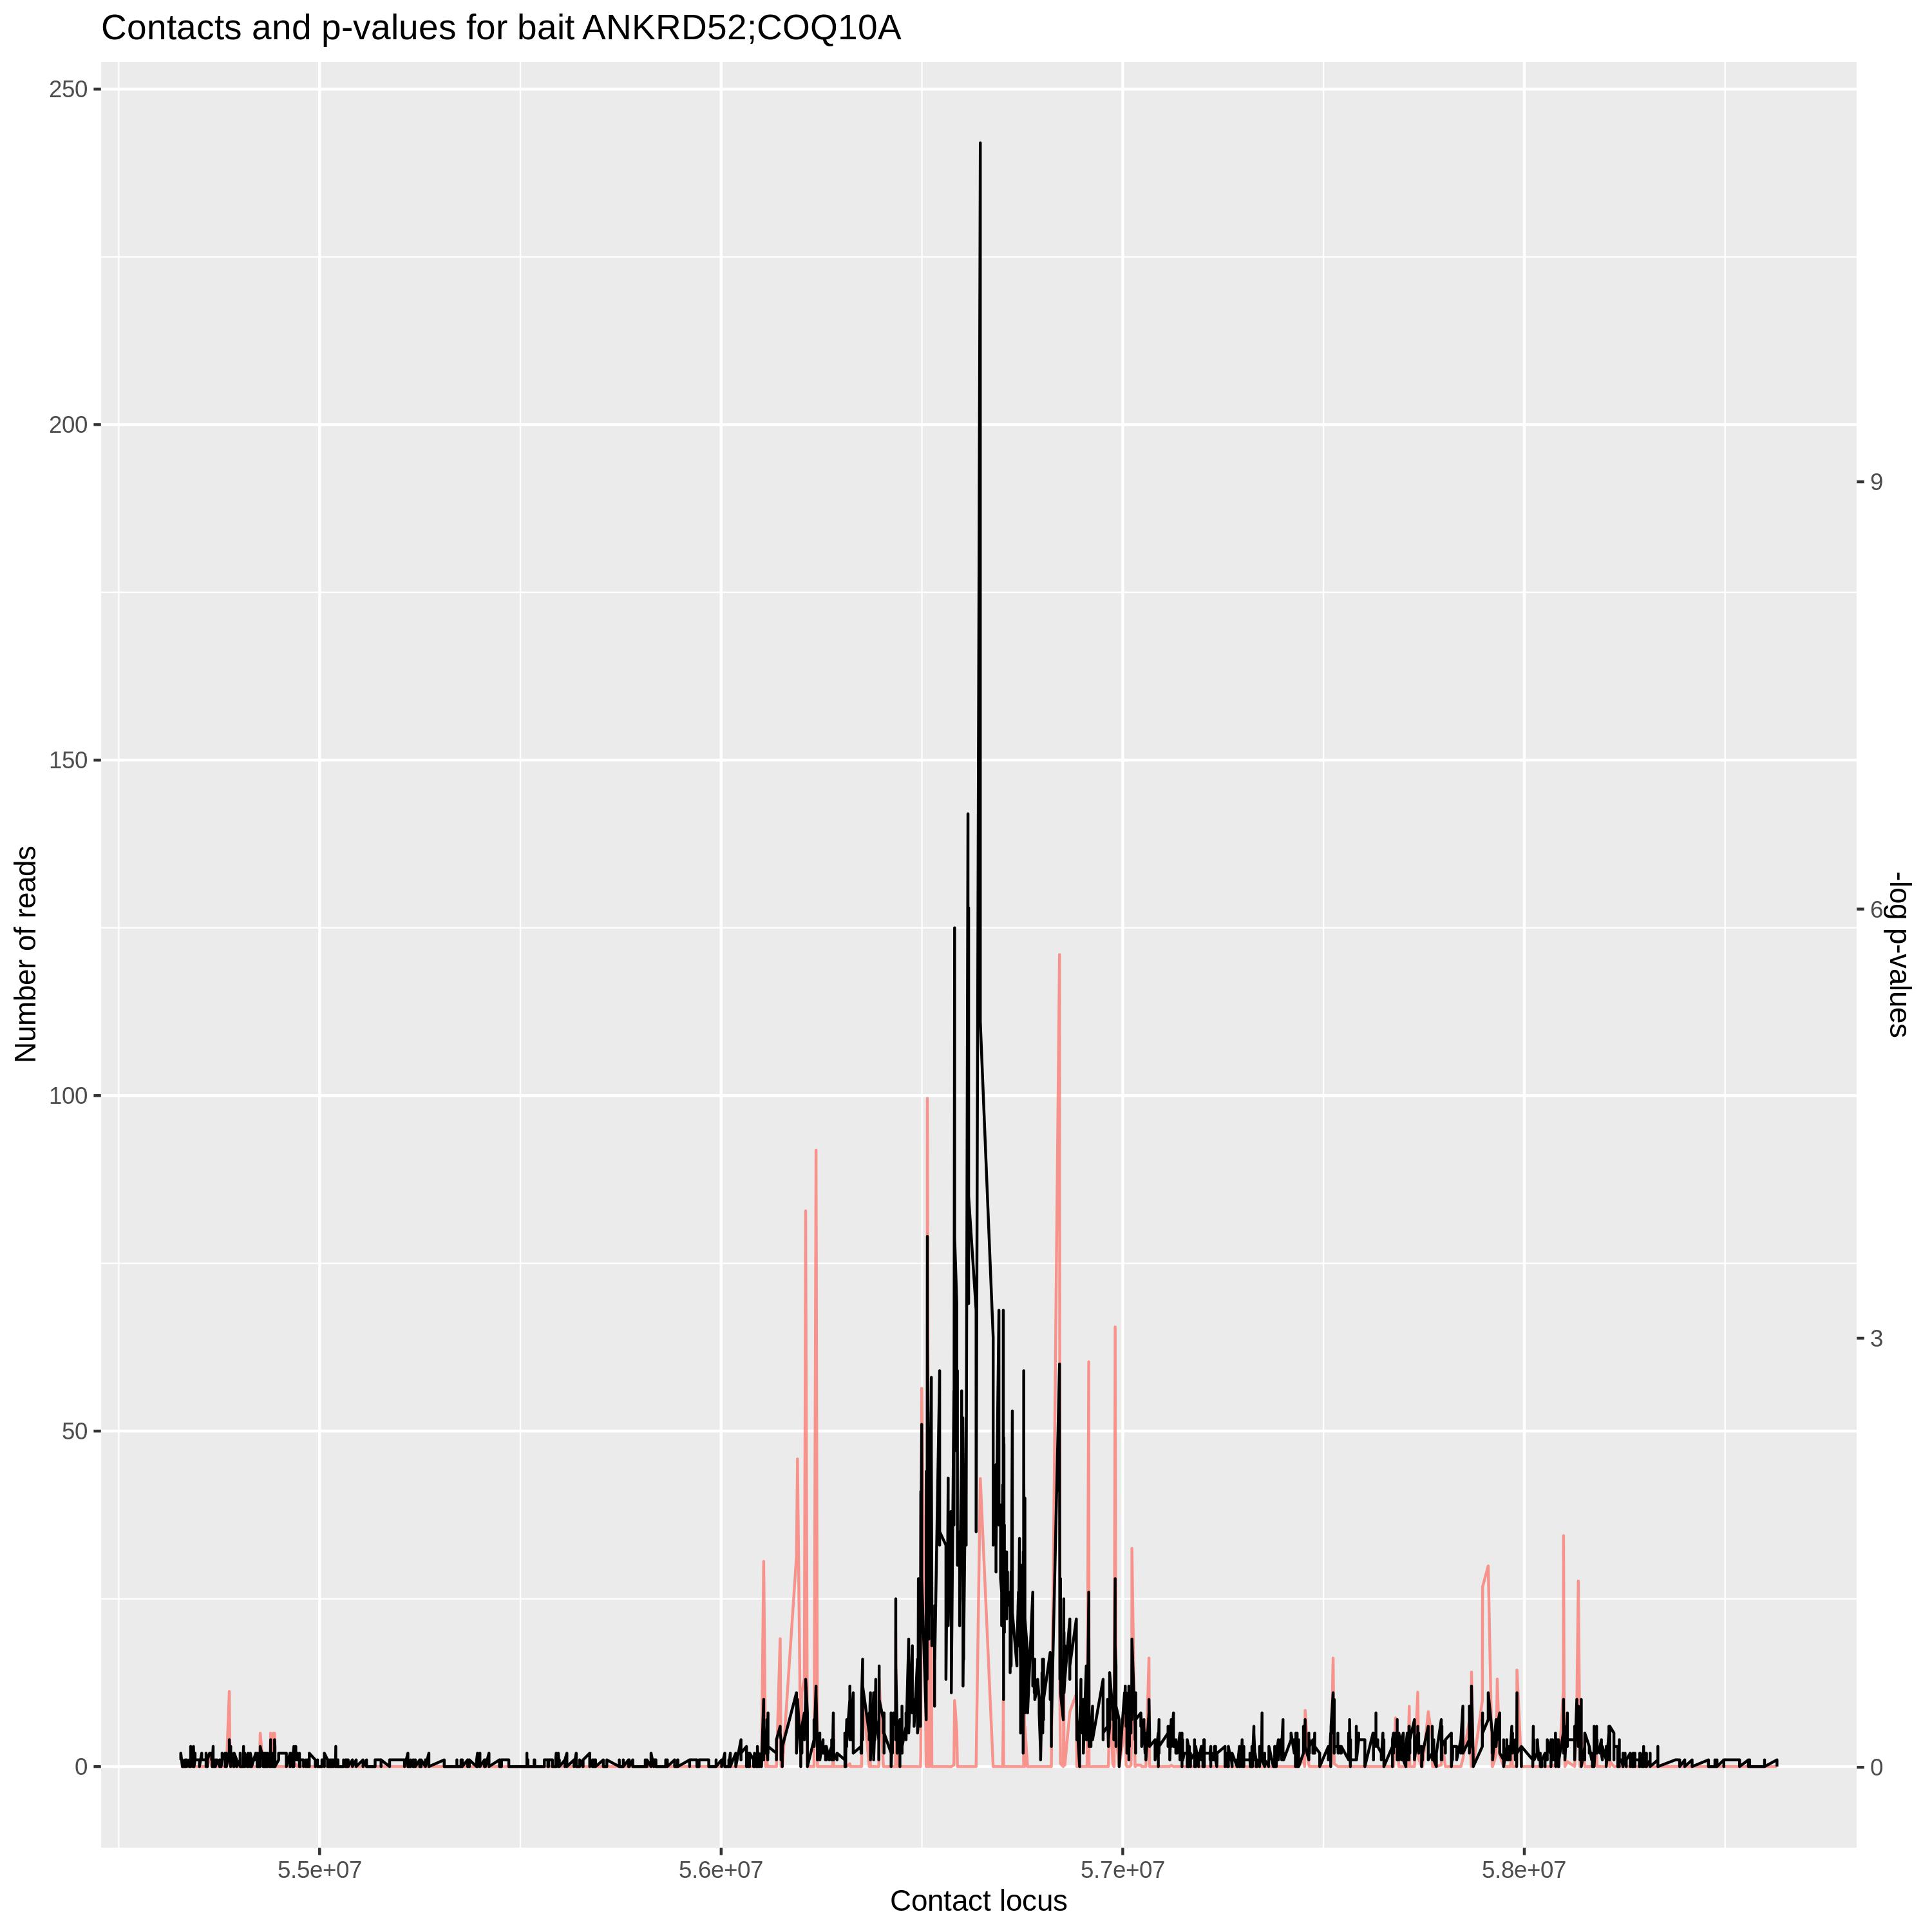 Contacts and p-values for bait ANKRD52;COQ10A
250
200
150
100
50
0
Number of reads
9
6
3
0
-log p-values
5.5e+07
5.6e+07
5.7e+07
5.8e+07
Contact locus